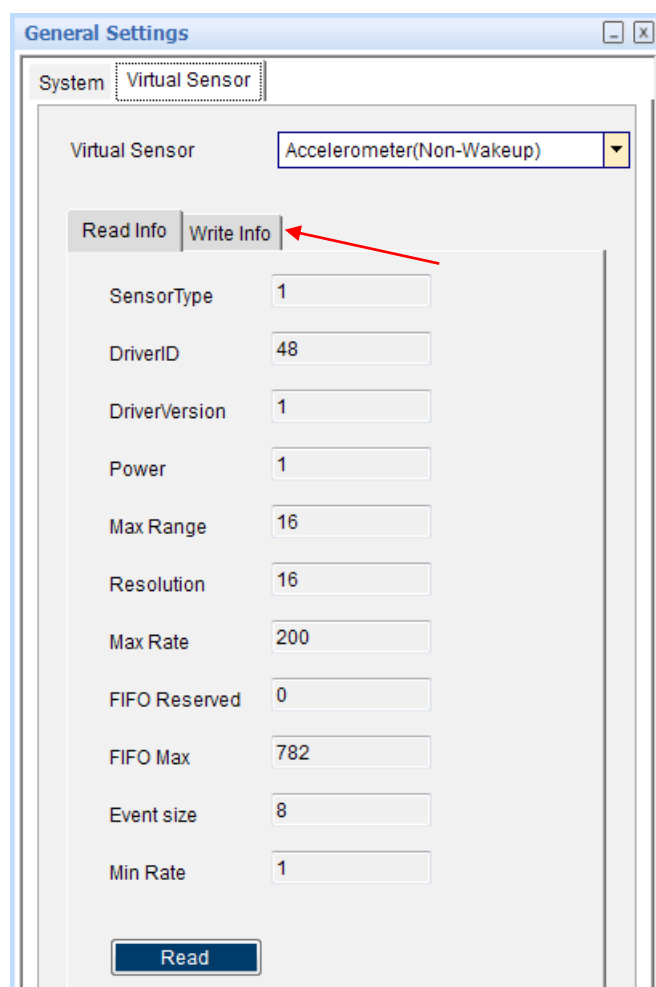 General Settings
System Virtual Sensor
Virtual Sensor Accelerometer(Non-Wakeup)
Read Info Write Info
SensorType 1
DriverID 48
DriverVersion 1
Power 1
Max Range 16
Resolution 16
Max Rate 200
FIFO Reserved 0
FIFO Max 782
Event size 8
Min Rate 1
Read